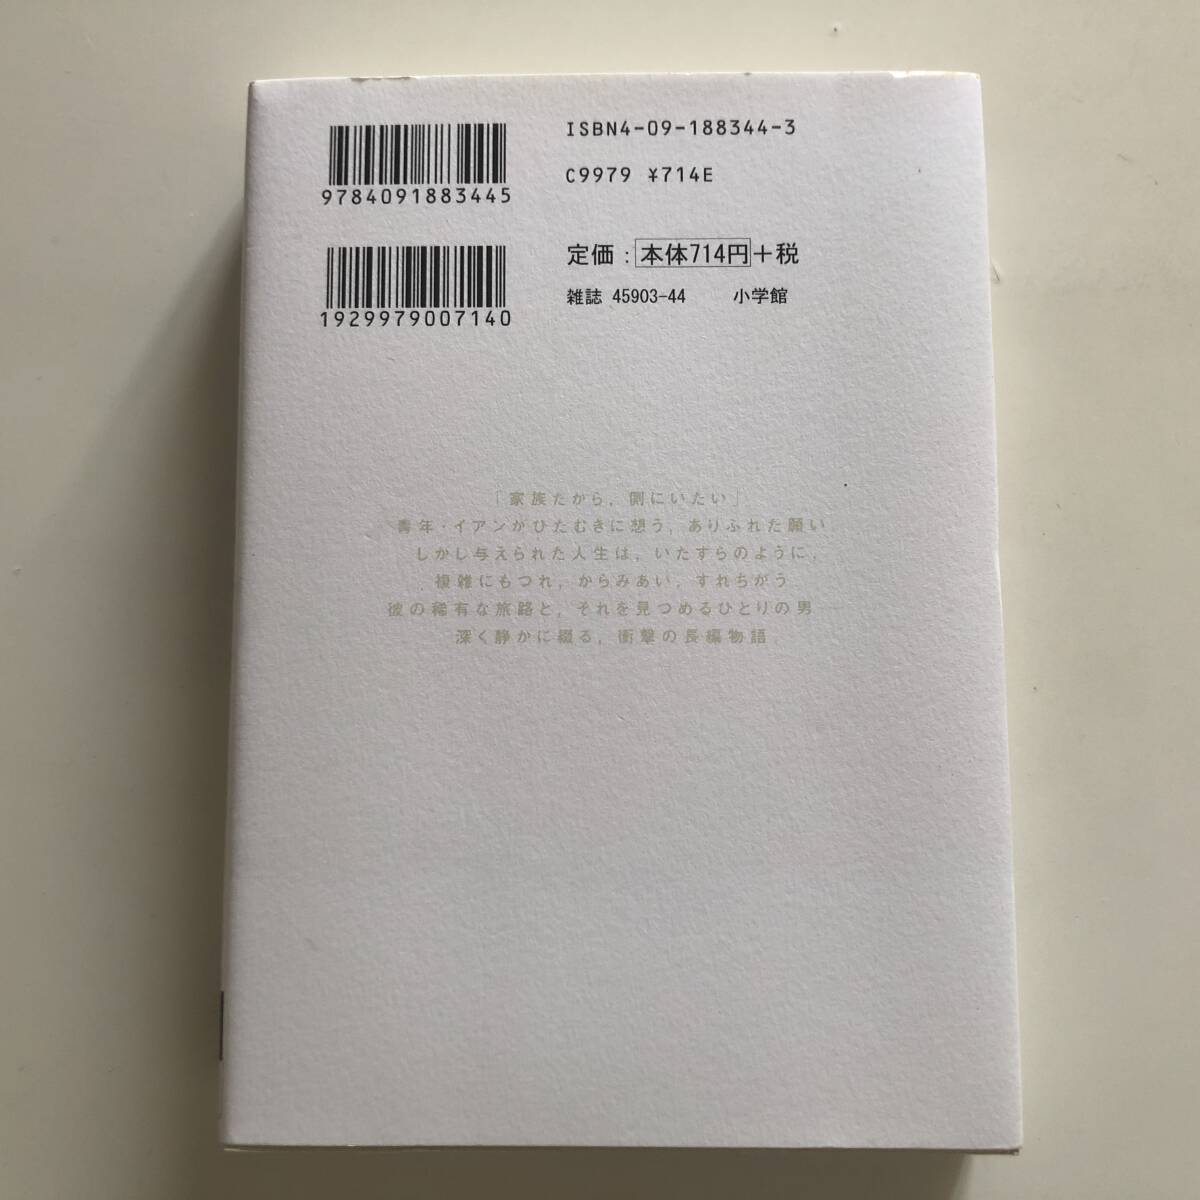 ISBN4-09-188344-3
C9979 ¥714E
9784091883445
定価:本体714円+税
雑誌 45903-44 小学館
1929979007140
「家族だから、側にいたい」
青年・イアンがひたむきに想う、ありふれた願い。
しかし与えられた人生は、いたずらのように、
複雑にもつれ、からみあい、すれちがう
彼の稀有な旅路と、それを見つめるひとりの男
深く静かに綴る、衝撃の長編物語